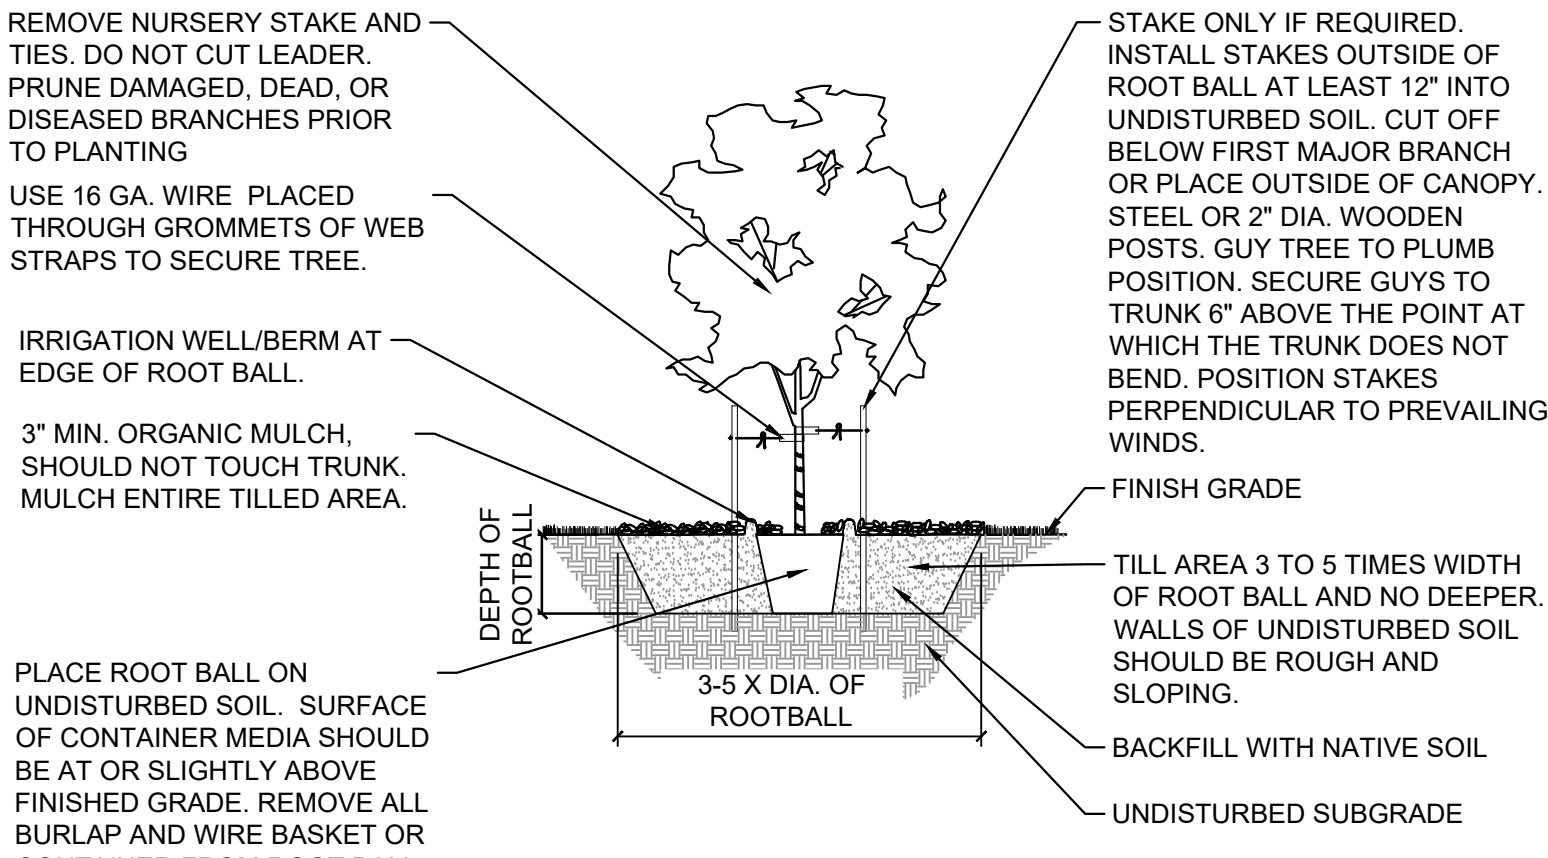 REMOVE NURSERY STAKE AND
TIES. DO NOT CUT LEADER.
PRUNE DAMAGED, DEAD, OR
DISEASED BRANCHES PRIOR
TO PLANTING
USE 16 GA. WIRE PLACED
THROUGH GROMMETS OF WEB
STRAPS TO SECURE TREE.
IRRIGATION WELL/BERM AT
EDGE OF ROOT BALL.
3" MIN. ORGANIC MULCH,
SHOULD NOT TOUCH TRUNK.
MULCH ENTIRE TILLED AREA.
PLACE ROOT BALL ON
UNDISTURBED SOIL. SURFACE
OF CONTAINER MEDIA SHOULD
BE AT OR SLIGHTLY ABOVE
FINISHED GRADE. REMOVE ALL
BURLAP AND WIRE BASKET OR
DEPTH OF
ROOTBALL
3-5 X DIA. OF
ROOTBALL
STAKE ONLY IF REQUIRED.
INSTALL STAKES OUTSIDE OF
ROOT BALL AT LEAST 12" INTO
UNDISTURBED SOIL. CUT OFF
BELOW FIRST MAJOR BRANCH
OR PLACE OUTSIDE OF CANOPY.
STEEL OR 2" DIA. WOODEN
POSTS. GUY TREE TO PLUMB
POSITION. SECURE GUYS TO
TRUNK 6" ABOVE THE POINT AT
WHICH THE TRUNK DOES NOT
BEND. POSITION STAKES
PERPENDICULAR TO PREVAILING
WINDS.
FINISH GRADE
TILL AREA 3 TO 5 TIMES WIDTH
OF ROOT BALL AND NO DEEPER.
WALLS OF UNDISTURBED SOIL
SHOULD BE ROUGH AND
SLOPING.
BACKFILL WITH NATIVE SOIL
UNDISTURBED SUBGRADE